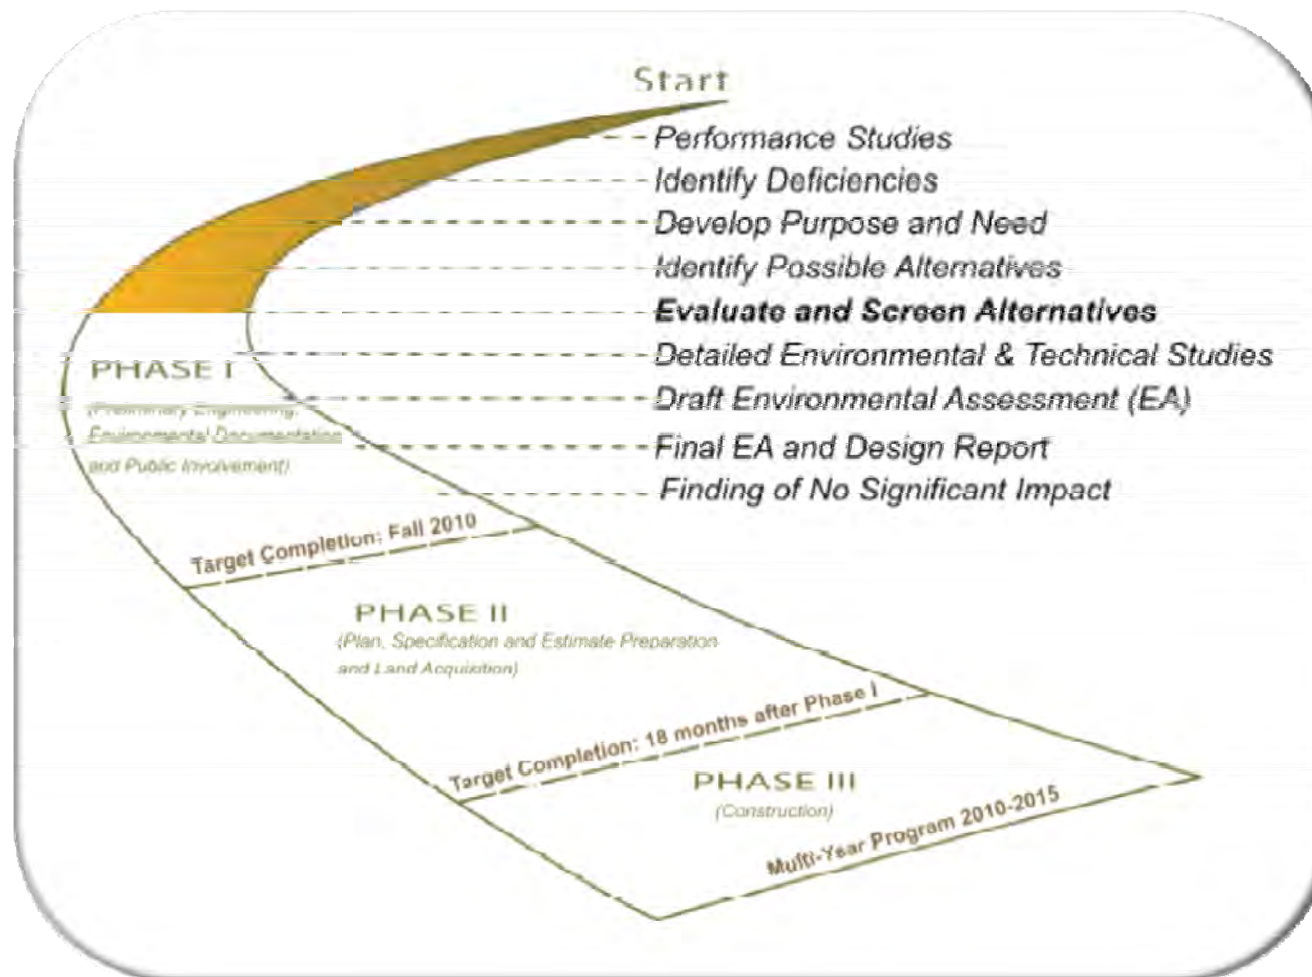 Start
Performance Studies
Identify Deficiencies
Develop Purpose and Need
Identify Possible Alternatives
Evaluate and Screen Alternatives
Detailed Environmental & Technical Studies
Draft Environmental Assessment (EA)
Final EA and Design Report
Finding of No Significant Impact
PHASE I
(Preliminary Engineering,
Environmental Documentation
and Public Involvement)
Target Completion: Fall 2010
PHASE II
(Plan, Specification and Estimate Preparation
and Land Acquisition)
Target Completion: 18 months after Phase I
PHASE III
(Construction)
Multi-Year Program 2010-2015